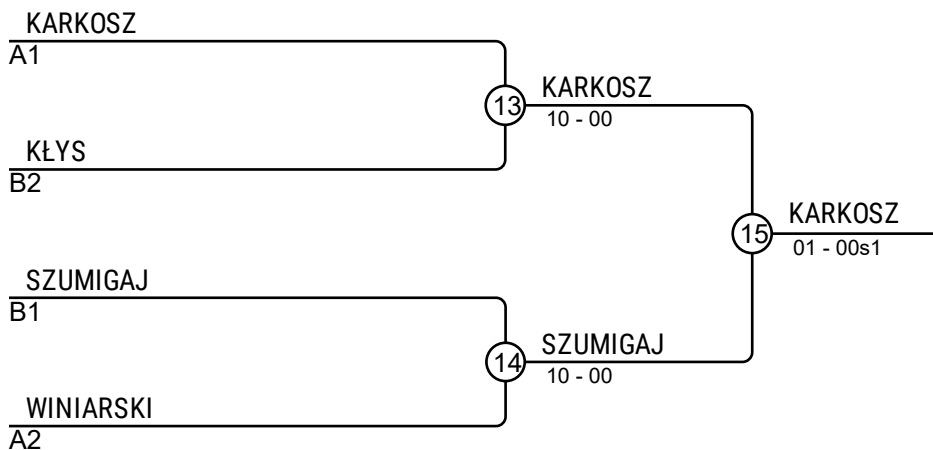 KARKOSZ
A1
13
KARKOSZ
10 - 00
KŁYS
B2
15
KARKOSZ
01 - 00s1
SZUMIGAJ
B1
14
SZUMIGAJ
10 - 00
WINIARSKI
A2